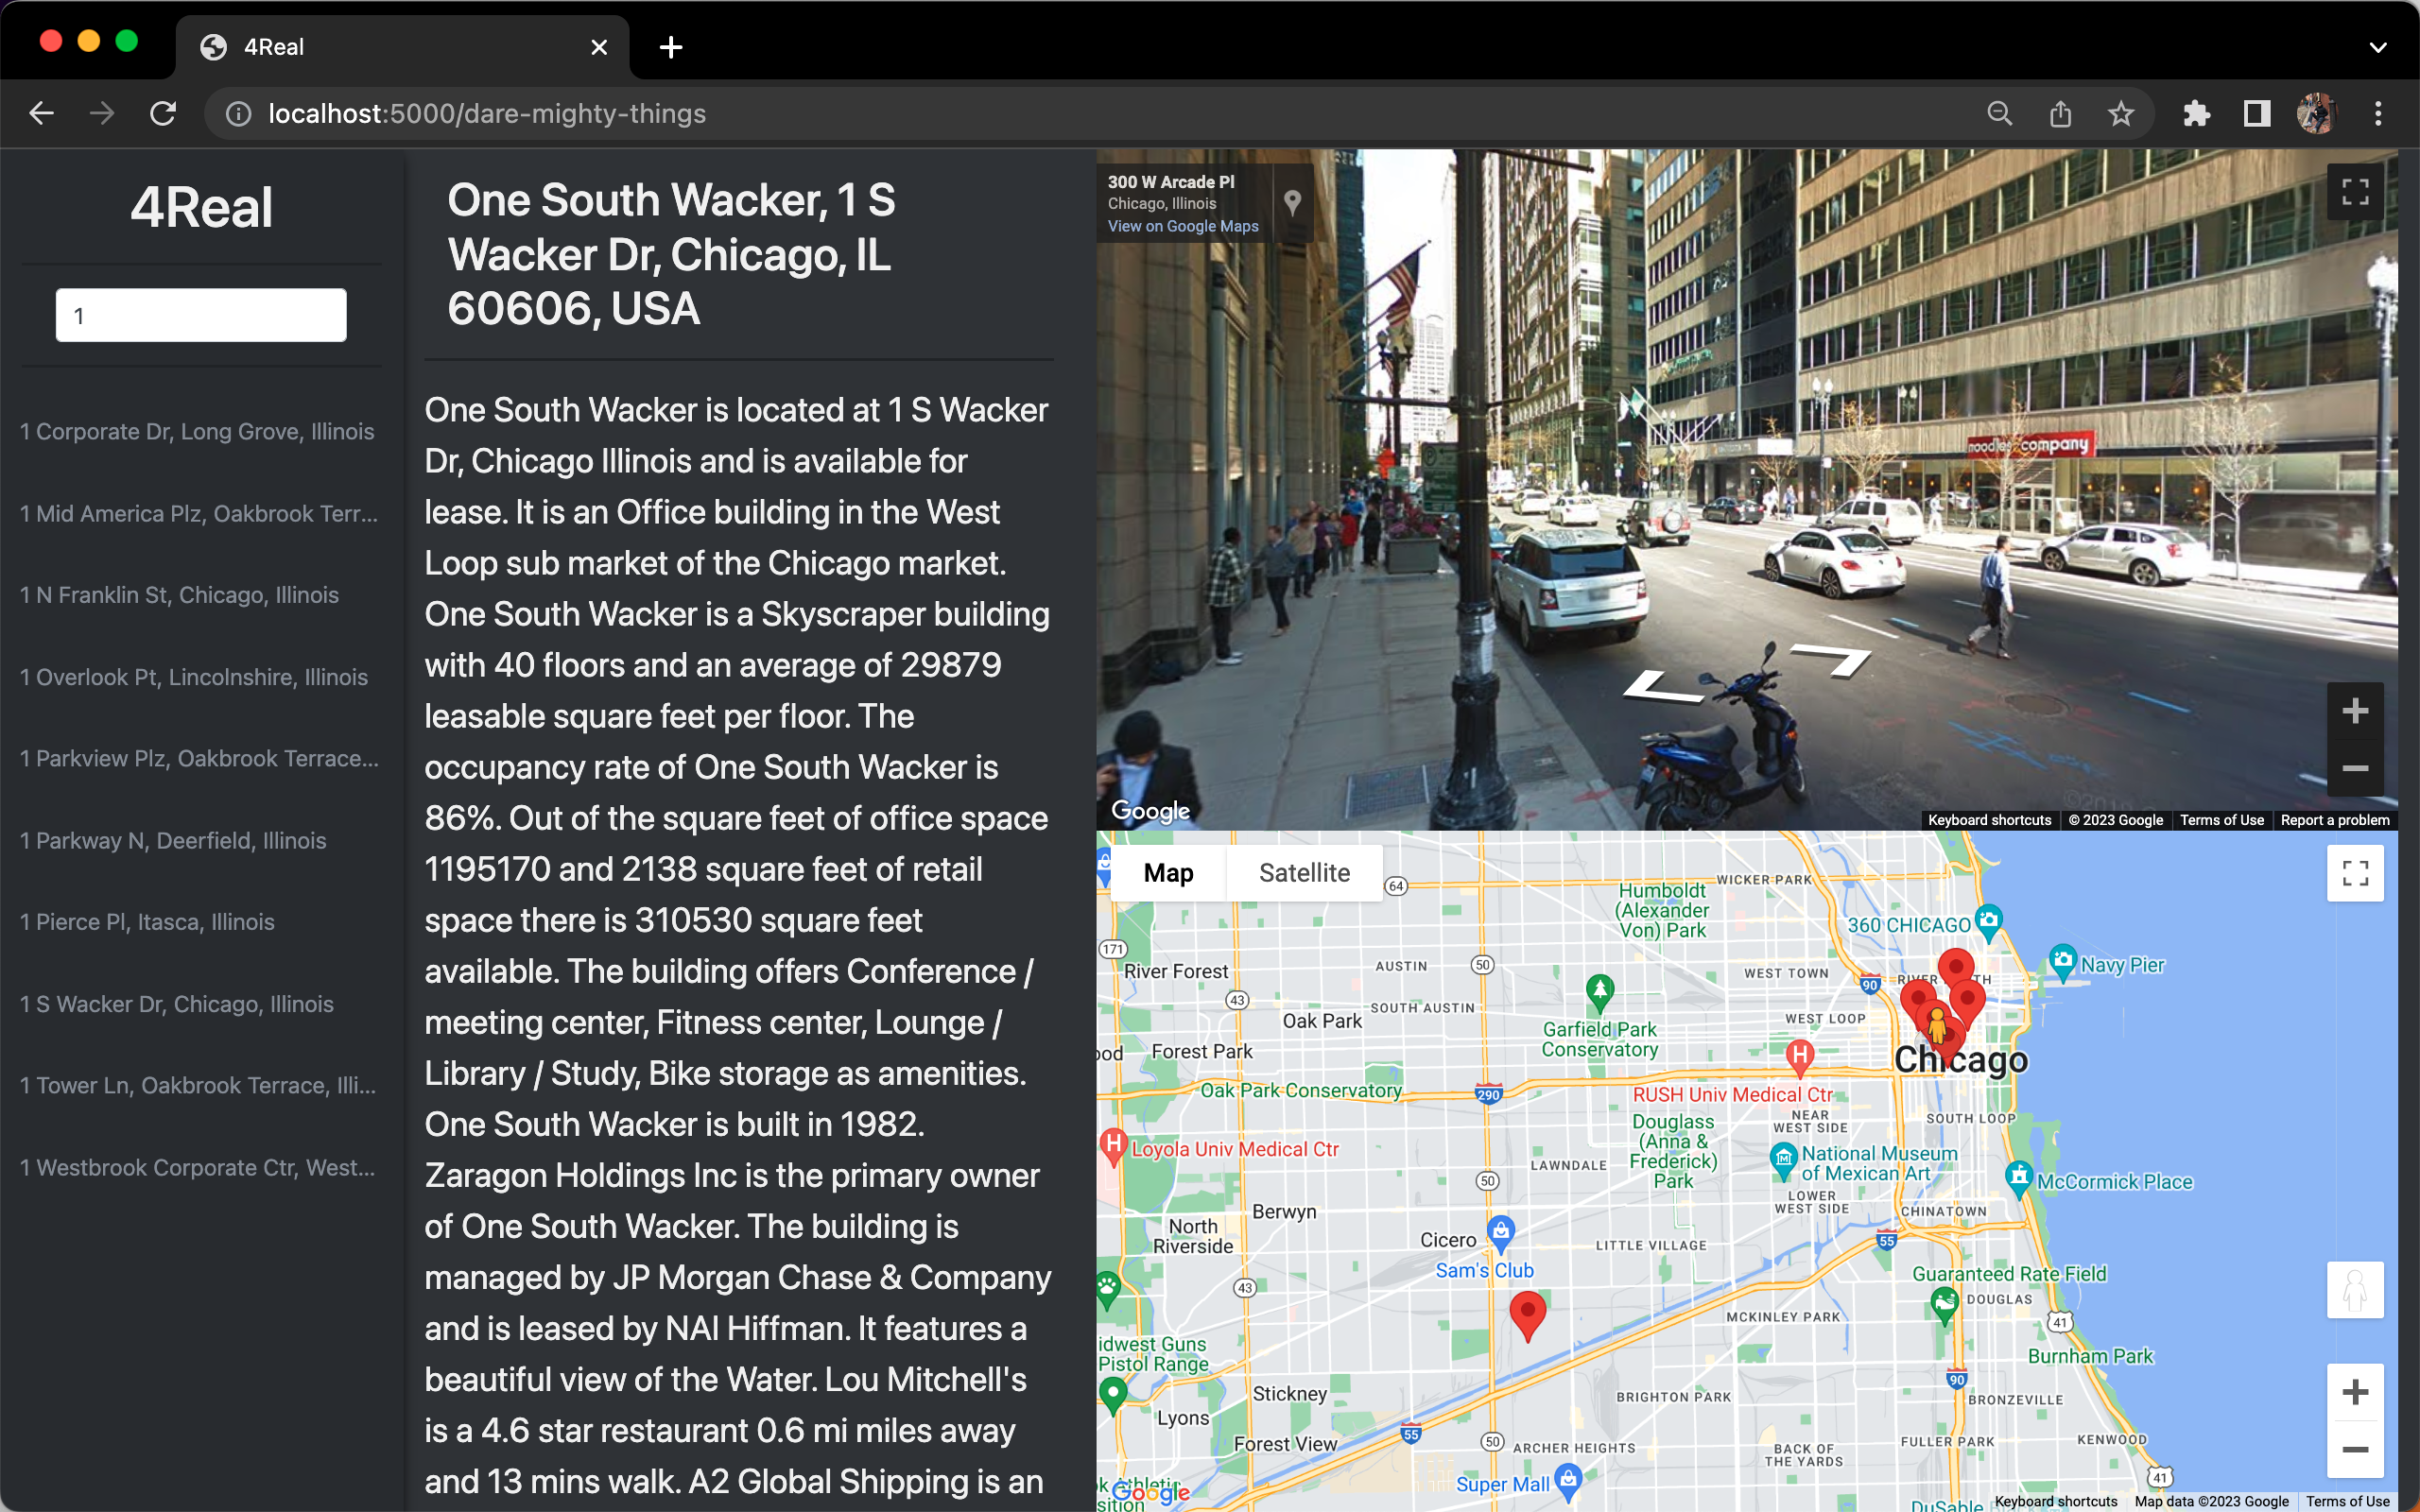 4Real
localhost:5000/dare-mighty-things
4Real
1
1 Corporate Dr, Long Grove, Illinois
1 Mid America Plz, Oakbrook Terr...
1 N Franklin St, Chicago, Illinois
1 Overlook Pt, Lincolnshire, Illinois
1 Parkview Plz, Oakbrook Terrace...
1 Parkway N, Deerfield, Illinois
1 Pierce Pl, Itasca, Illinois
1 S Wacker Dr, Chicago, Illinois
1 Tower Ln, Oakbrook Terrace, Illi...
1 Westbrook Corporate Ctr, West...
One South Wacker, 1 S
Wacker Dr, Chicago, IL
60606, USA
One South Wacker is located at 1 S Wacker
Dr, Chicago Illinois and is available for
lease. It is an Office building in the West
Loop sub market of the Chicago market.
One South Wacker is a Skyscraper building
with 40 floors and an average of 29879
leasable square feet per floor. The
occupancy rate of One South Wacker is
86%. Out of the square feet of office space
1195170 and 2138 square feet of retail
space there is 310530 square feet
available. The building offers Conference /
meeting center, Fitness center, Lounge /
Library / Study, Bike storage as amenities.
One South Wacker is built in 1982.
Zaragon Holdings Inc is the primary owner
of One South Wacker. The building is
managed by JP Morgan Chase & Company
and is leased by NAI Hiffman. It features a
beautiful view of the Water. Lou Mitchell's
is a 4.6 star restaurant 0.6 mi miles away
and 13 mins walk. A2 Global Shipping is an
300 W Arcade Pl
Chicago, Illinois
View on Google Maps
noodles & company
Google
Keyboard shortcuts
© 2023 Google
Terms of Use
Report a problem
Map
Satellite
64
Humboldt
(Alexander
Von) Park
WICKER PARK
360 CHICAGO
171
River Forest
AUSTIN
50
WEST TOWN
90
RIVER NORTH
Navy Pier
43
SOUTH AUSTIN
Oak Park
WEST LOOP
Garfield Park
Conservatory
Forest Park
Chicago
Oak Park Conservatory
290
RUSH Univ Medical Ctr
NEAR
WEST SIDE
SOUTH LOOP
Douglass
(Anna &
Frederick)
Park
Loyola Univ Medical Ctr
LAWNDALE
National Museum
of Mexican Art
50
McCormick Place
LOWER
WEST SIDE
CHINATOWN
Berwyn
North
Riverside
Cicero
LITTLE VILLAGE
55
Sam's Club
43
Guaranteed Rate Field
DOUGLAS
MCKINLEY PARK
41
idwest Guns
Pistol Range
Burnham Park
90
Stickney
BRIGHTON PARK
BRONZEVILLE
Lyons
55
50
Forest View
ARCHER HEIGHTS
BACK OF
THE YARDS
FULLER PARK
KENWOOD
Super Mall
41
Google
Keyboard shortcuts
Map data ©2023 Google
Terms of Use